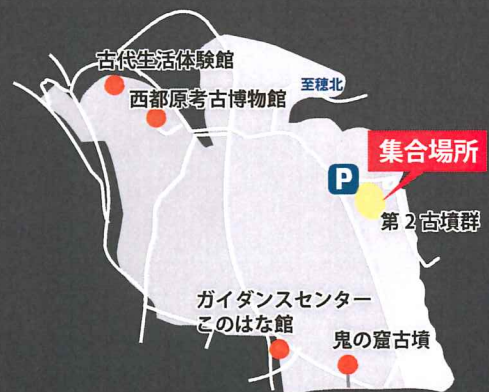 古代生活体験館
西都原考古博物館
至穂北
集合場所
P
第2古墳群
ガイダンスセンター
このはな館
鬼の窟古墳